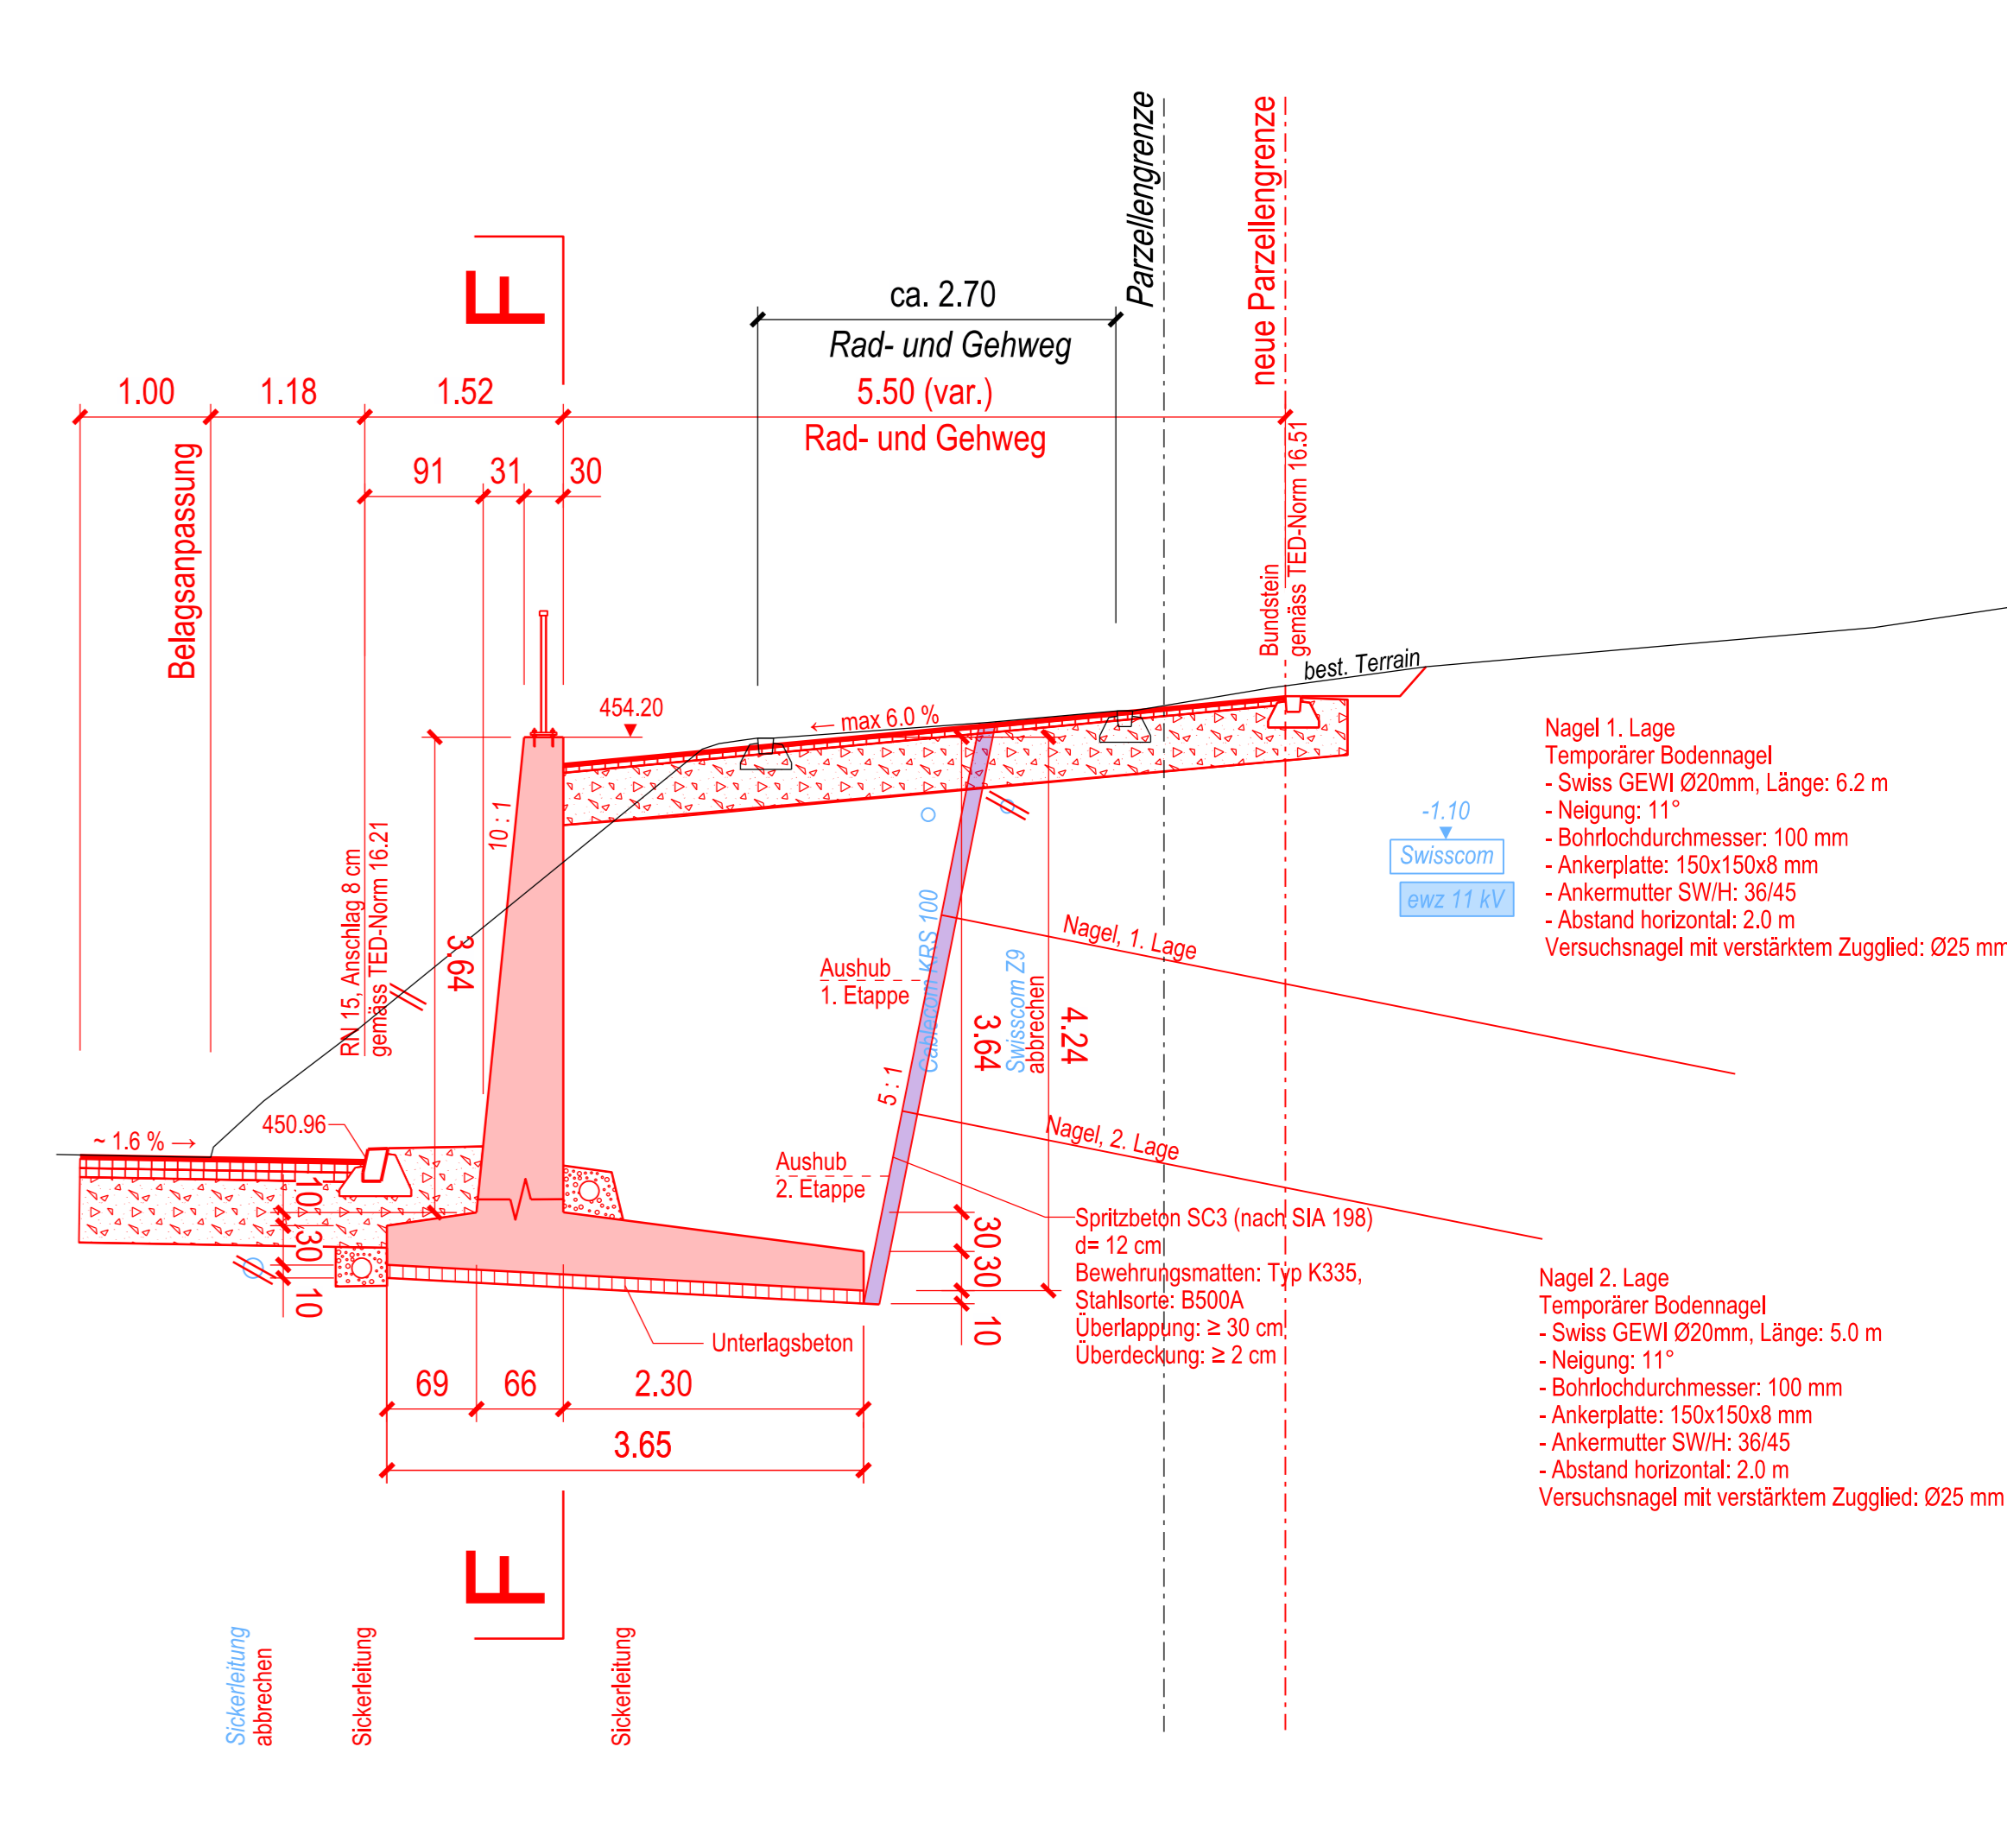 Parzellengrenze
neue Parzellengrenze
F
ca. 2.70
Rad- und Gehweg
1.00
1.18
1.52
5.50 (var.)
Rad- und Gehweg
91
31
30
Belagsanpassung
Bundstein
gemäss TED-Norm 16.51
best. Terrain
454.20
← max 6.0 %
10 : 1
RN 15, Anschlag 8 cm
gemäss TED-Norm 16.21
3.64
Nagel 1. Lage
Temporärer Bodennagel
- Swiss GEWI Ø20mm, Länge: 6.2 m
- Neigung: 11°
- Bohrlochdurchmesser: 100 mm
- Ankerplatte: 150x150x8 mm
- Ankermutter SW/H: 36/45
- Abstand horizontal: 2.0 m
Versuchsnagel mit verstärktem Zugglied: Ø25 mm
-1.10
Swisscom
ewz 11 kV
Cablecom KRS 100
Swisscom Z9
abbrechen
Nagel, 1. Lage
Aushub
1. Etappe
3.64
4.24
5 : 1
Nagel, 2. Lage
Aushub
2. Etappe
450.96
~ 1.6 % →
10
30
10
30
30
10
Spritzbeton SC3 (nach SIA 198)
d= 12 cm
Bewehrungsmatten: Typ K335,
Stahlsorte: B500A
Überlappung: ≥ 30 cm
Überdeckung: ≥ 2 cm
Unterlagsbeton
69
66
2.30
3.65
Nagel 2. Lage
Temporärer Bodennagel
- Swiss GEWI Ø20mm, Länge: 5.0 m
- Neigung: 11°
- Bohrlochdurchmesser: 100 mm
- Ankerplatte: 150x150x8 mm
- Ankermutter SW/H: 36/45
- Abstand horizontal: 2.0 m
Versuchsnagel mit verstärktem Zugglied: Ø25 mm
F
Sickerleitung
abbrechen
Sickerleitung
Sickerleitung